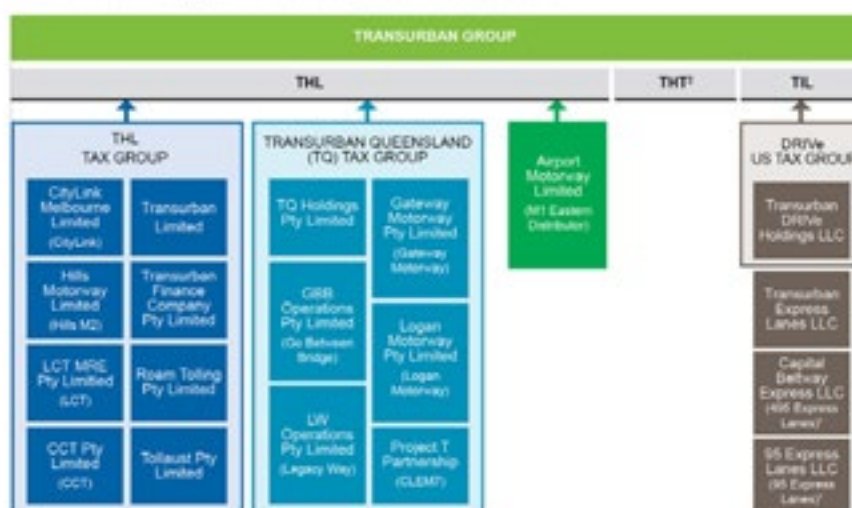 TRANSURBAN GROUP
THL
THT†
TIL
THL
TAX GROUP
CityLink
Melbourne
Limited
(CityLink)
Transurban
Limited
Hills
Motorway
Limited
(Hills M2)
Transurban
Finance
Company
Pty Limited
LCT MRE
Pty Limitied
(LCT)
Roam Tolling
Pty Limited
CCT Pty
Limited
(CCT)
Tollaust Pty
Limited
TRANSURBAN QUEENSLAND
(TQ) TAX GROUP
TQ Holdings
Pty Limited
Gateway
Motorway
Pty Limited
(Gateway
Motorway)
GBB
Operations
Pty Limited
(Go Between
Bridge)
Logan
Motorway
Pty Limited
(Logan
Motorway)
LW
Operations
Pty Limited
(Legacy Way)
Project T
Partnership
(CLEM7)
Airport
Motorway
Limited
(M1 Eastern
Distributor)
DRIVe
US TAX GROUP
Transurban
DRIVe
Holdings LLC
Transurban
Express
Lanes LLC
Capital
Beltway
Express LLC
(495 Express
Lanes)*
95 Express
Lanes LLC
(95 Express
Lanes)*